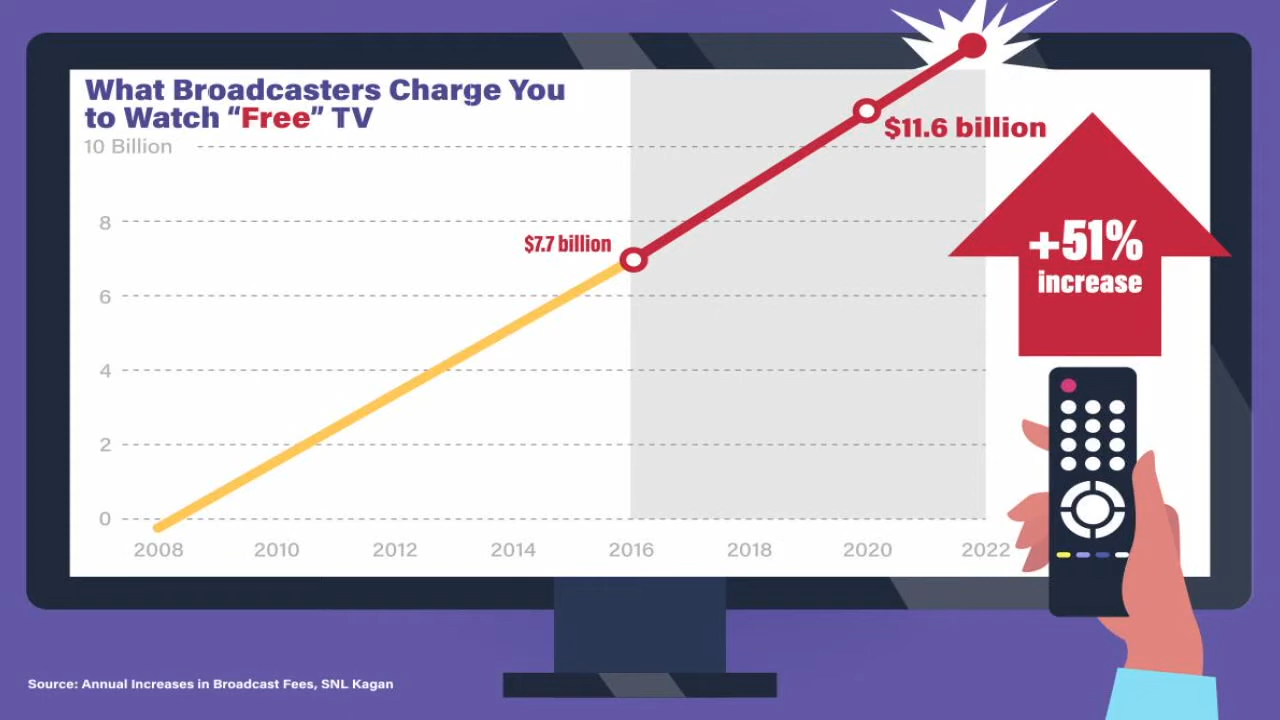 What Broadcasters Charge You
to Watch “Free” TV
10 Billion
$11.6 billion
8
$7.7 billion
+51%
increase
6
4
2
0
2008 2010 2012 2014 2016 2018 2020 2022
Source: Annual Increases in Broadcast Fees, SNL Kagan